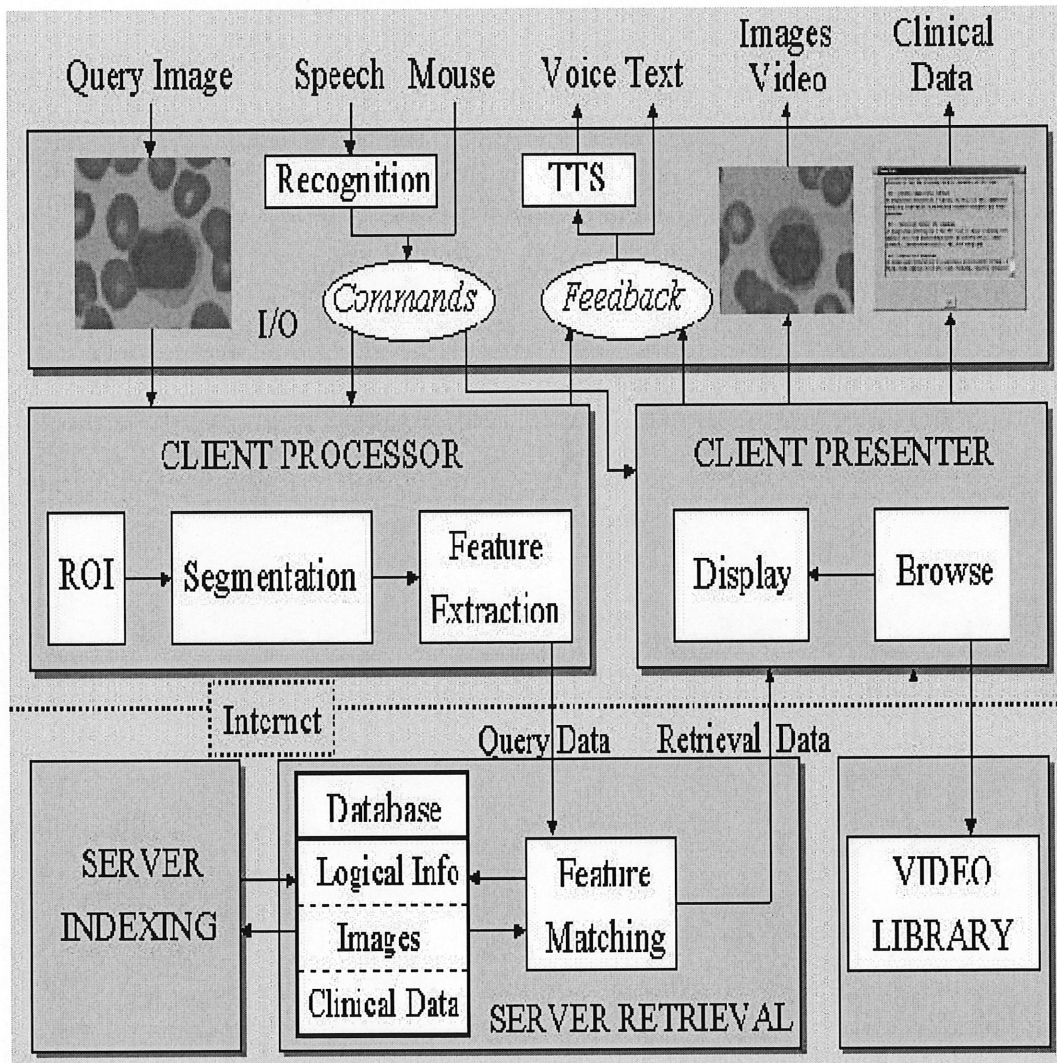 Query Image
Speech Mouse
Voice Text
Images
Video
Clinical
Data
Recognition
TTS
Commands
Feedback
I/O
CLIENT PROCESSOR
ROI
Segmentation
Feature
Extraction
CLIENT PRESENTER
Display
Browse
Internet
Query Data
Retrieval Data
SERVER
INDEXING
Database
Logical Info
Images
Clinical Data
Feature
Matching
SERVER RETRIEVAL
VIDEO
LIBRARY